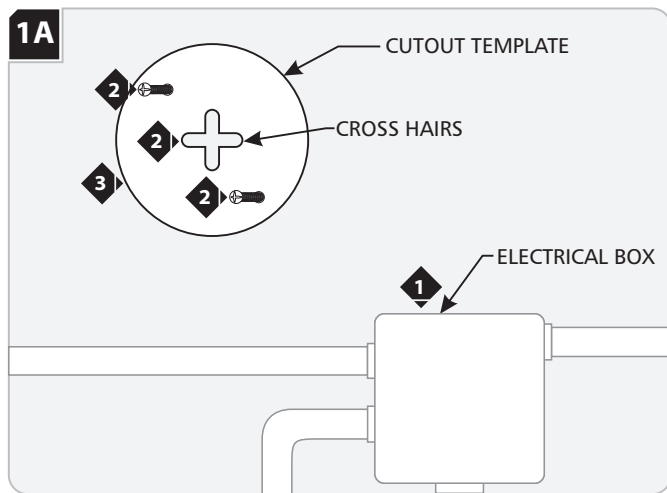 1A
CUTOUT TEMPLATE
2
CROSS HAIRS
2
3
2
ELECTRICAL BOX
1